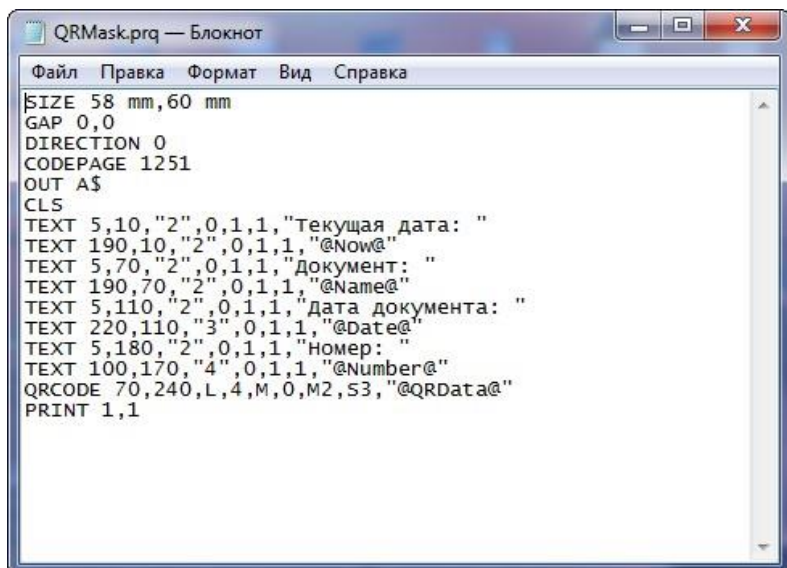 QRMask.prq — Блокнот
Файл Правка Формат Вид Справка
SIZE 58 mm,60 mm
GAP 0,0
DIRECTION 0
CODEPAGE 1251
OUT A$
CLS
TEXT 5,10,"2",0,1,1,"Текущая дата: "
TEXT 190,10,"2",0,1,1,"@Now@"
TEXT 5,70,"2",0,1,1,"Документ: "
TEXT 190,70,"2",0,1,1,"@Name@"
TEXT 5,110,"2",0,1,1,"Дата документа: "
TEXT 220,110,"3",0,1,1,"@Date@"
TEXT 5,180,"2",0,1,1,"Номер: "
TEXT 100,170,"4",0,1,1,"@Number@"
QRCODE 70,240,L,4,M,0,M2,S3,"@QRData@"
PRINT 1,1